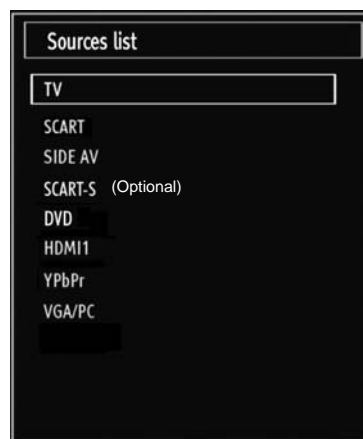 Sources list
TV
SCART
SIDE AV
SCART-S (Optional)
DVD
HDMI1
YPbPr
VGA/PC